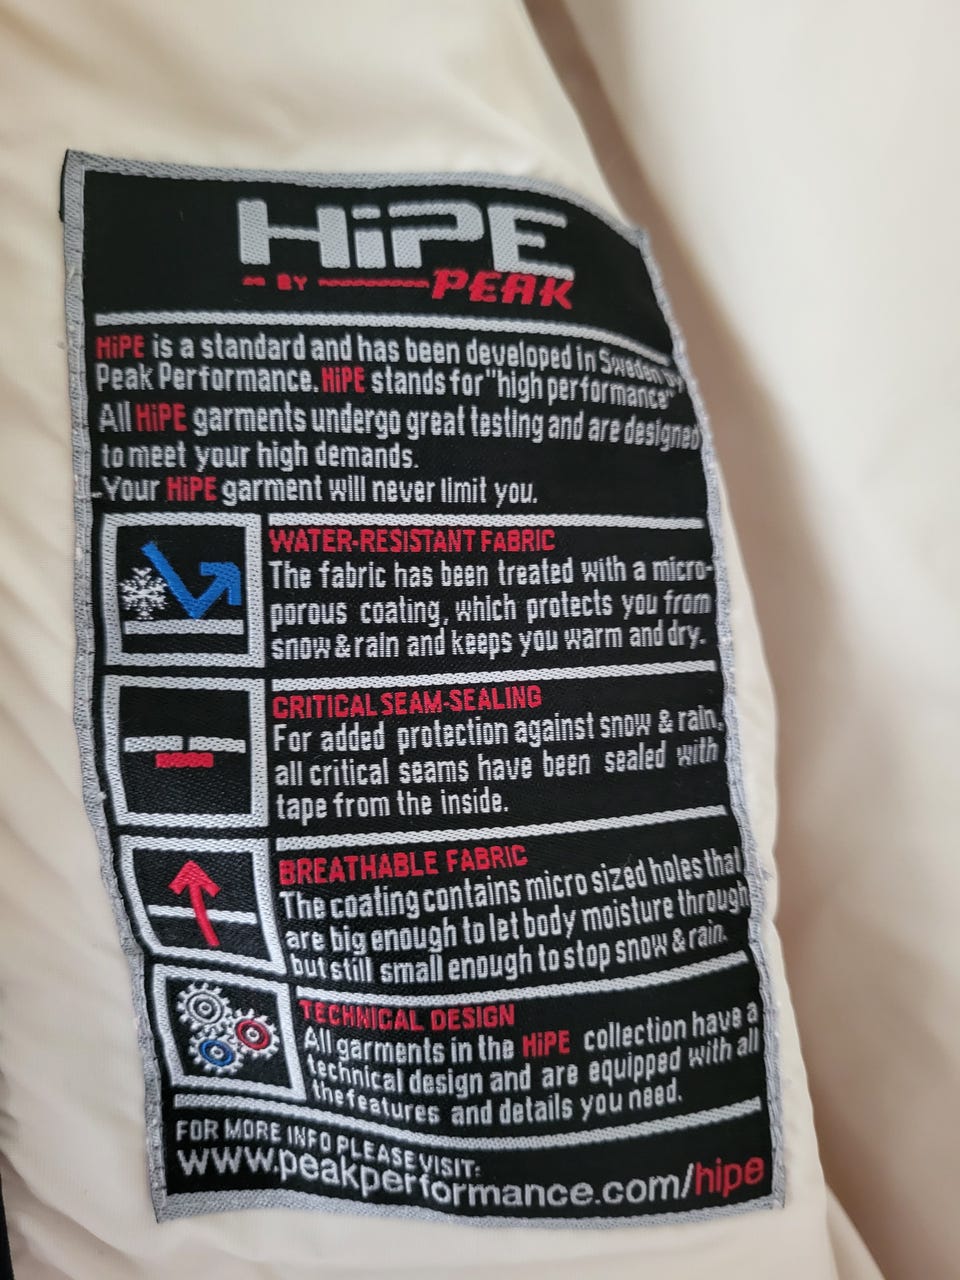 HiPE
BY PEAK
HiPE is a standard and has been developed in Sweden by
Peak Performance. HiPE stands for "high performance"
All HiPE garments undergo great testing and are designed
to meet your high demands.
-Your HiPE garment will never limit you.
WATER-RESISTANT FABRIC
The fabric has been treated with a micro-
porous coating, which protects you from
snow & rain and keeps you warm and dry.
CRITICAL SEAM-SEALING
For added protection against snow & rain,
all critical seams have been sealed with
tape from the inside.
BREATHABLE FABRIC
The coating contains micro sized holes that
are big enough to let body moisture through
but still small enough to stop snow & rain.
TECHNICAL DESIGN
All garments in the HiPE collection have a
technical design and are equipped with all
the features and details you need.
FOR MORE INFO PLEASE VISIT:
www.peakperformance.com/hipe